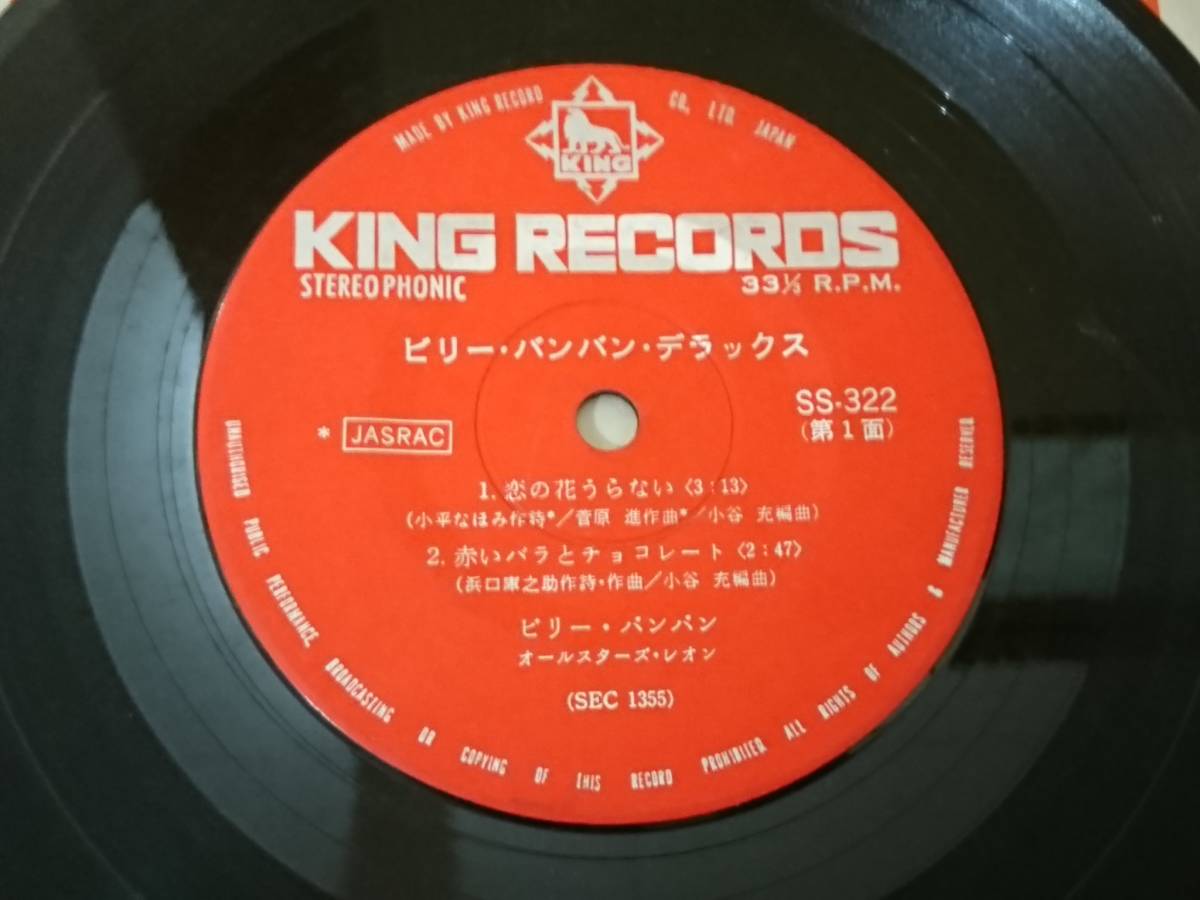 MADE BY KING RECORD CO., LTD. JAPAN
KING
KING RECORDS
STEREOPHONIC
33⅓ R.P.M.
ビリー・バンバン・デラックス
SS-322
(第1面)
* JASRAC
1. 恋の花うらない〈3:13〉
(小平なほみ作詩*/菅原 進作曲*/小谷 充編曲)
2. 赤いバラとチョコレート〈2:47〉
(浜口庫之助作詩・作曲/小谷 充編曲)
ビリー・バンバン
オールスターズ・レオン
(SEC 1355)
UNAUTHORISED PUBLIC PERFORMANCE, BROADCASTING OR COPYING OF THIS RECORD PROHIBITED ALL RIGHTS OF AUTHORS & MANUFACTURER RESERVED